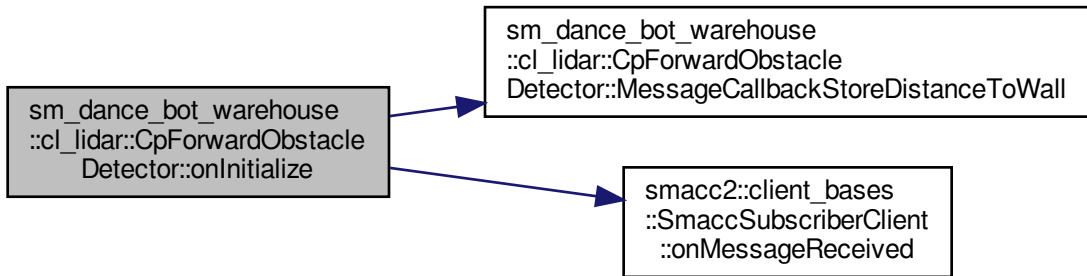 sm_dance_bot_warehouse
::cl_lidar::CpForwardObstacle
Detector::onInitialize
sm_dance_bot_warehouse
::cl_lidar::CpForwardObstacle
Detector::MessageCallbackStoreDistanceToWall
smacc2::client_bases
::SmaccSubscriberClient
::onMessageReceived